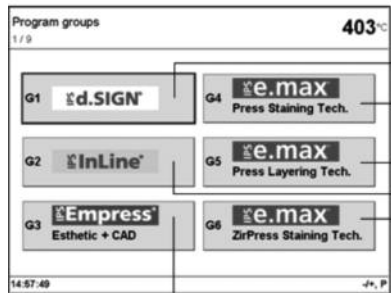 Program groups
1 / 9
403°C
G1 IPS d.SIGN®
G2 IPS InLine®
G3 IPS Empress®
Esthetic + CAD
G4 IPS e.max
Press Staining Tech.
G5 IPS e.max
Press Layering Tech.
G6 IPS e.max
ZirPress Staining Tech.
14:57:49
-/+, P